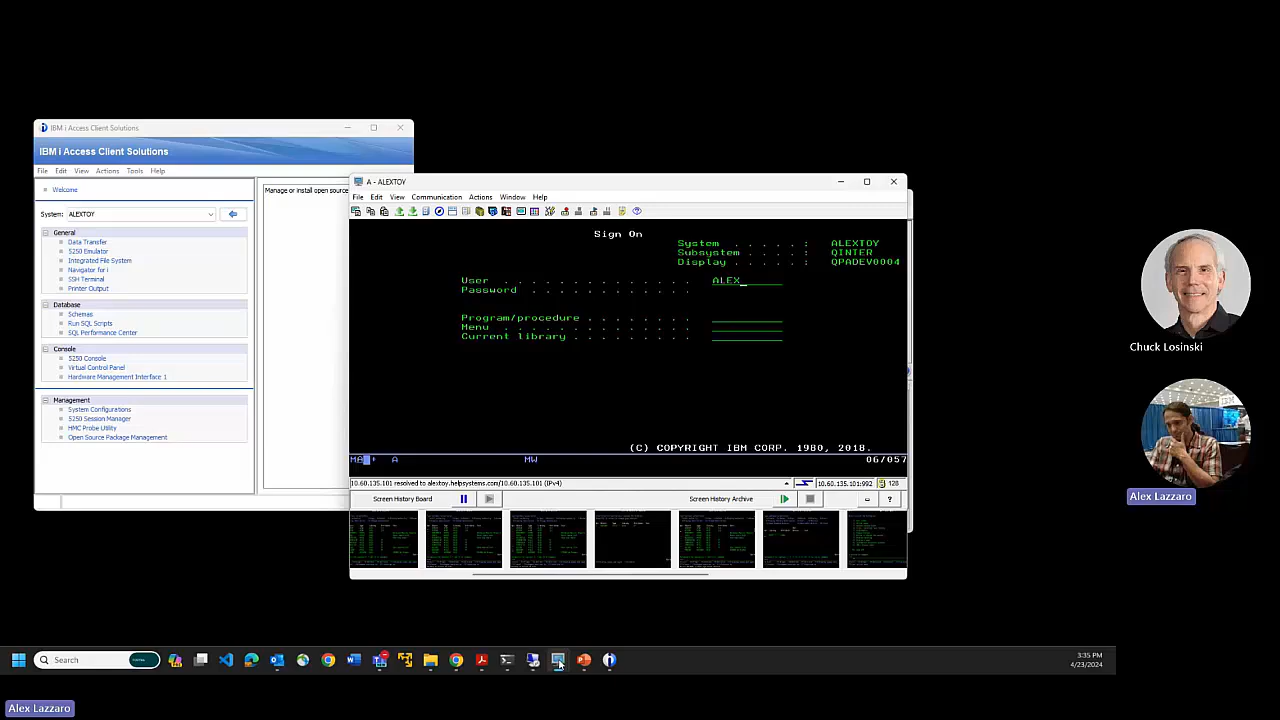 IBM i Access Client Solutions
IBM i Access Client Solutions
File Edit View Actions Tools Help
Welcome
System: ALEXTOY
General
Data Transfer
5250 Emulator
Integrated File System
Navigator for i
SSH Terminal
Printer Output
Database
Schemas
Run SQL Scripts
SQL Performance Center
Console
5250 Console
Virtual Control Panel
Hardware Management Interface 1
Management
System Configurations
5250 Session Manager
HMC Probe Utility
Open Source Package Management
Manage or install open source
A - ALEXTOY
File Edit View Communication Actions Window Help
Sign On
System . . . . . : ALEXTOY
Subsystem . . . . : QINTER
Display . . . . . : QPADEV0004
User . . . . . . . . . . . . . . ALEX_
Password . . . . . . . . . . . .
Program/procedure . . . . . . . .
Menu . . . . . . . . . . . . . .
Current library . . . . . . . . .
(C) COPYRIGHT IBM CORP. 1980, 2018.
A MW 06/057
10.60.135.101 resolved to alextoy.helpsystems.com/10.60.135.101 (IPv4) 10.60.135.101:992 128
Screen History Board Screen History Archive ?
Chuck Losinski
Alex Lazzaro
Search
3:35 PM
4/23/2024
Alex Lazzaro